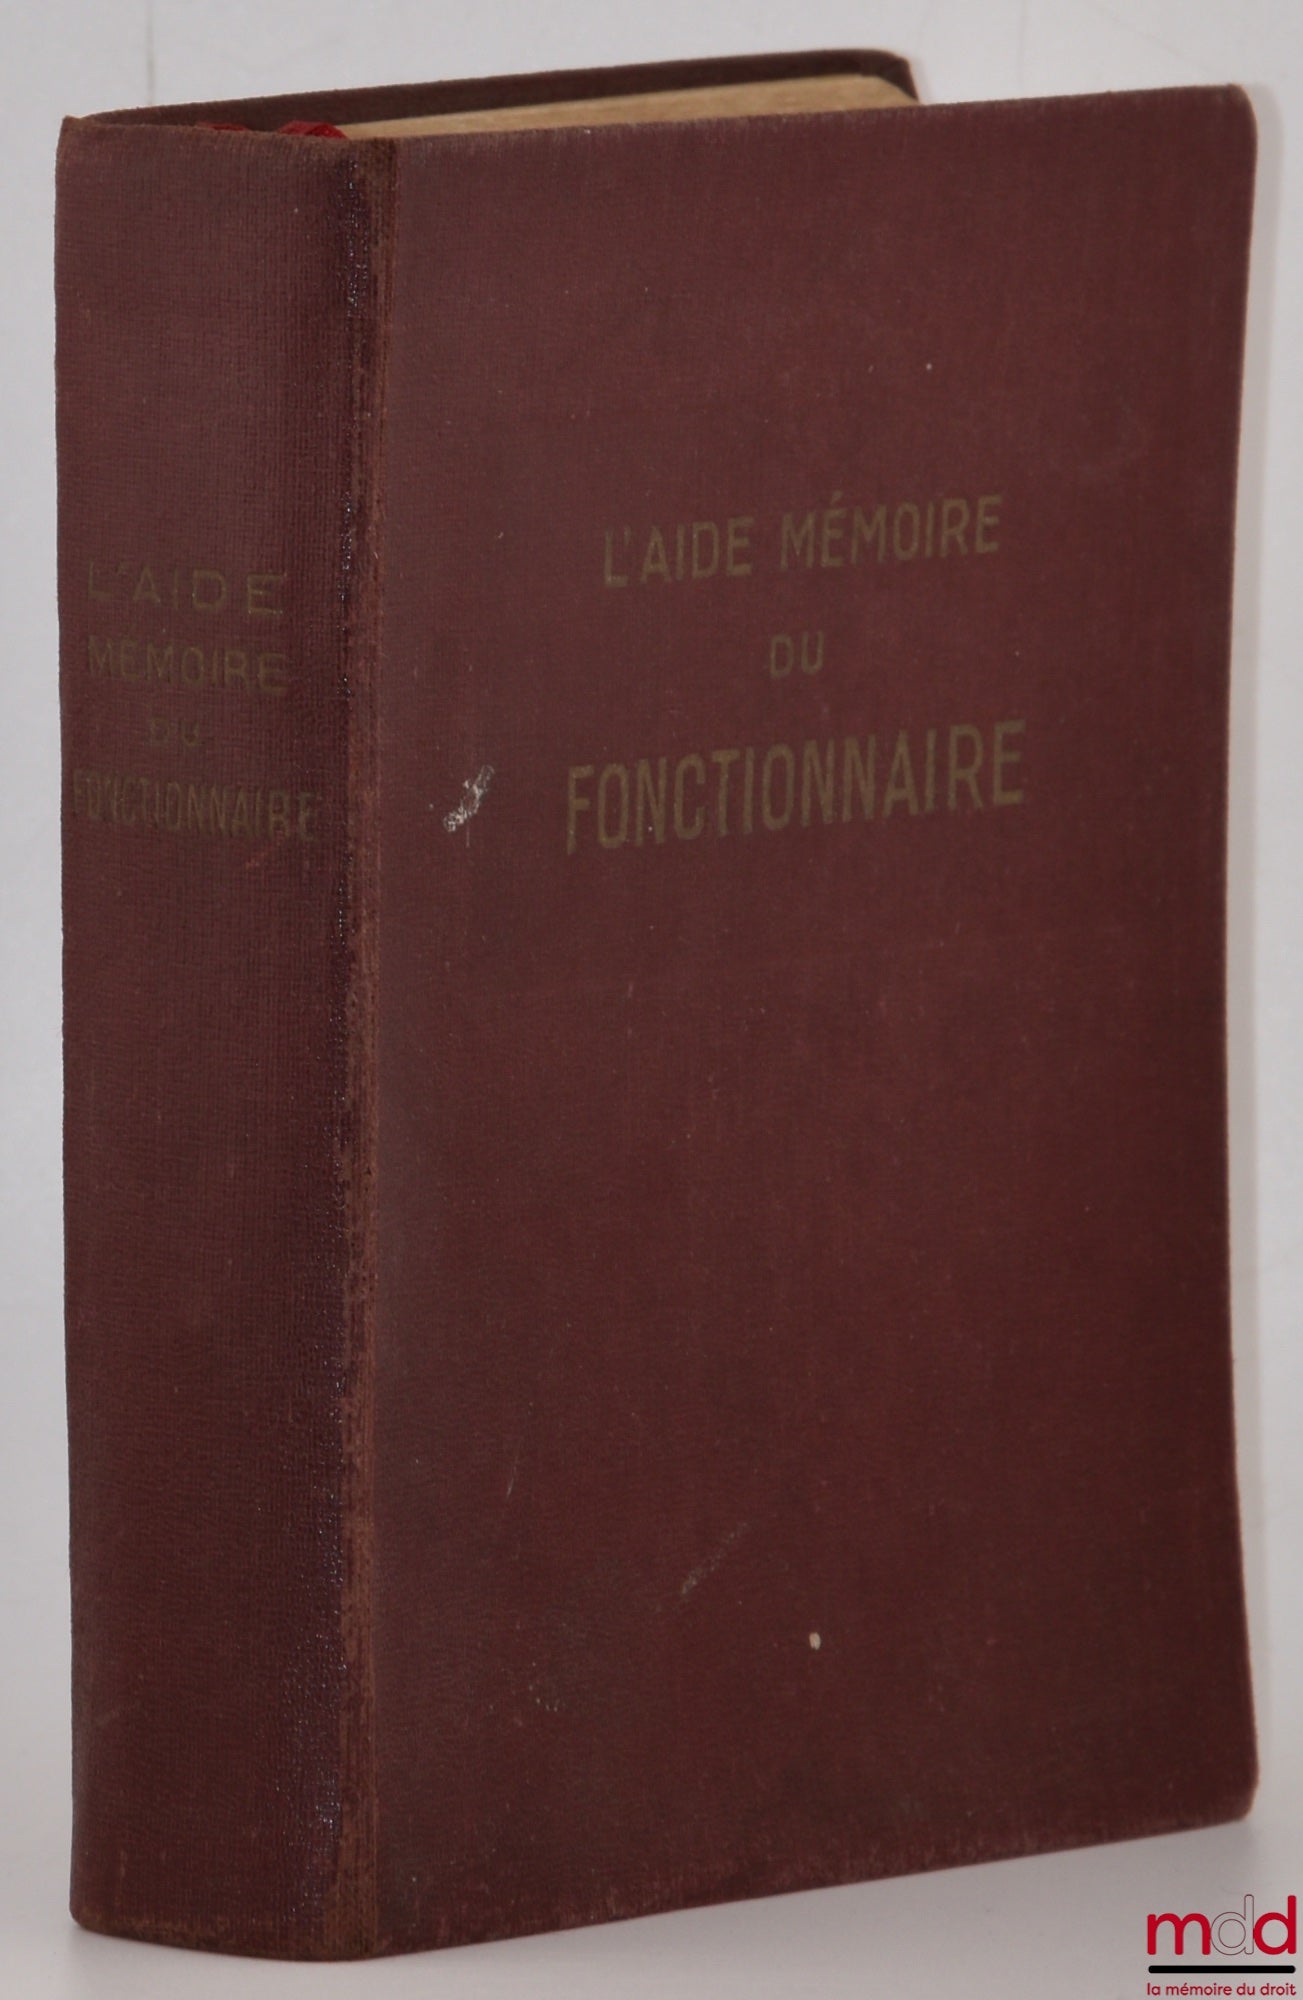 L'AIDE
MÉMOIRE
DU
FONCTIONNAIRE
L'AIDE MÉMOIRE
DU
FONCTIONNAIRE
mdd
la mémoire du droit